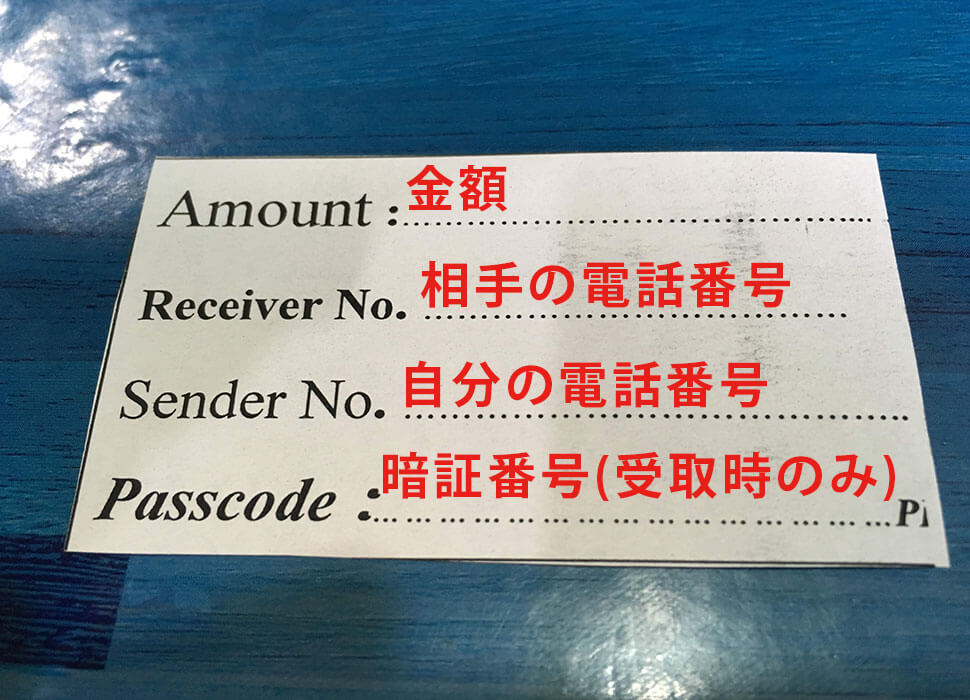 Amount : 金額
Receiver No. 相手の電話番号
Sender No. 自分の電話番号
Passcode : 暗証番号(受取時のみ)